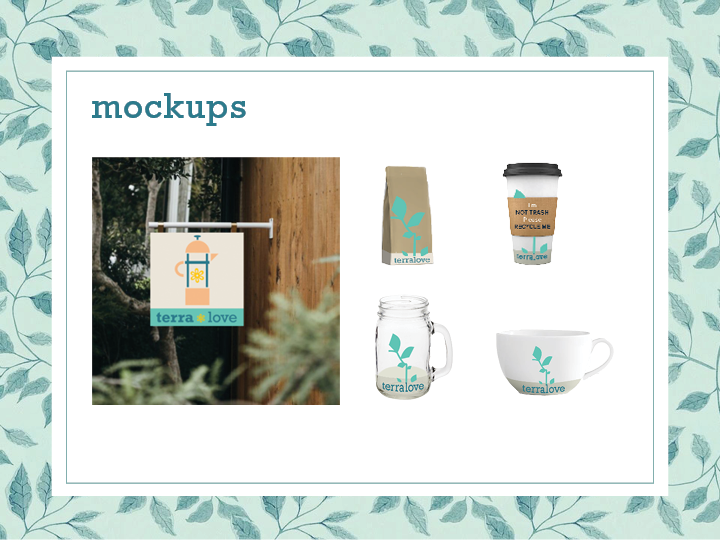 mockups
terra love
terralove
I'm
NOT TRASH
Please
RECYCLE ME
terralove
terralove
terralove